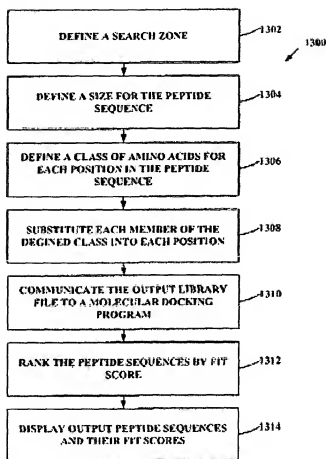 DEFINE A SEARCH ZONE
1302
1300
DEFINE A SIZE FOR THE PEPTIDE
SEQUENCE
1304
DEFINE A CLASS OF AMINO ACIDS FOR
EACH POSITION IN THE PEPTIDE
SEQUENCE
1306
SUBSTITUTE EACH MEMBER OF THE
DEGINED CLASS INTO EACH POSITION
1308
COMMUNICATE THE OUTPUT LIBRARY
FILE TO A MOLECULAR DOCKING
PROGRAM
1310
RANK THE PEPTIDE SEQUENCES BY FIT
SCORE
1312
DISPLAY OUTPUT PEPTIDE SEQUENCES
AND THEIR FIT SCORES
1314